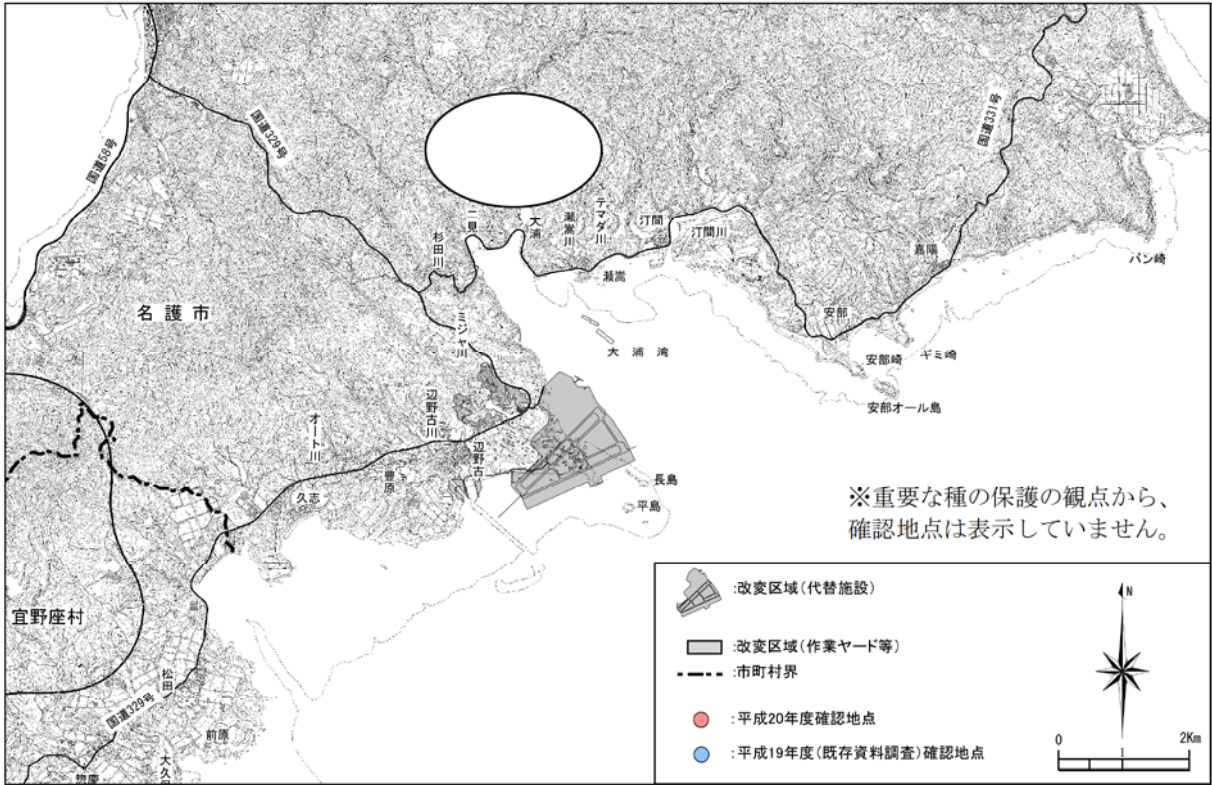 国道58号
国道329号
国道331号
二見
大浦
瀬嵩川
テマダ川
汀間
汀間川
杉田川
瀬嵩
嘉陽
バン崎
名護市
ミジャ川
大浦湾
安部
安部崎
ギミ崎
安部オール島
辺野古川
オート川
辺野古
豊原
久志
長島
平島
※重要な種の保護の観点から、
確認地点は表示していません。
宜野座村
松田
国道329号
前原
惣慶
:改変区域(代替施設)
:改変区域(作業ヤード等)
:市町村界
:平成20年度確認地点
:平成19年度(既存資料調査)確認地点
N
0
2Km